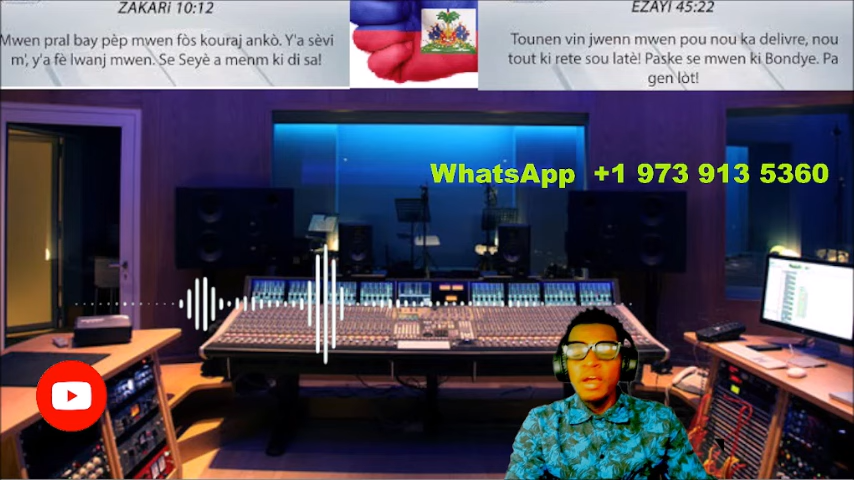 ZAKARi 10:12
Mwen pral bay pèp mwen fòs kouraj ankò. Y'a sèvi
m', y'a fè lwanj mwen. Se Seyè a menm ki di sa!
EZAYI 45:22
Tounen vin jwenn mwen pou nou ka delivre, nou
tout ki rete sou latè! Paske se mwen ki Bondye. Pa
gen lòt!
WhatsApp +1 973 913 5360